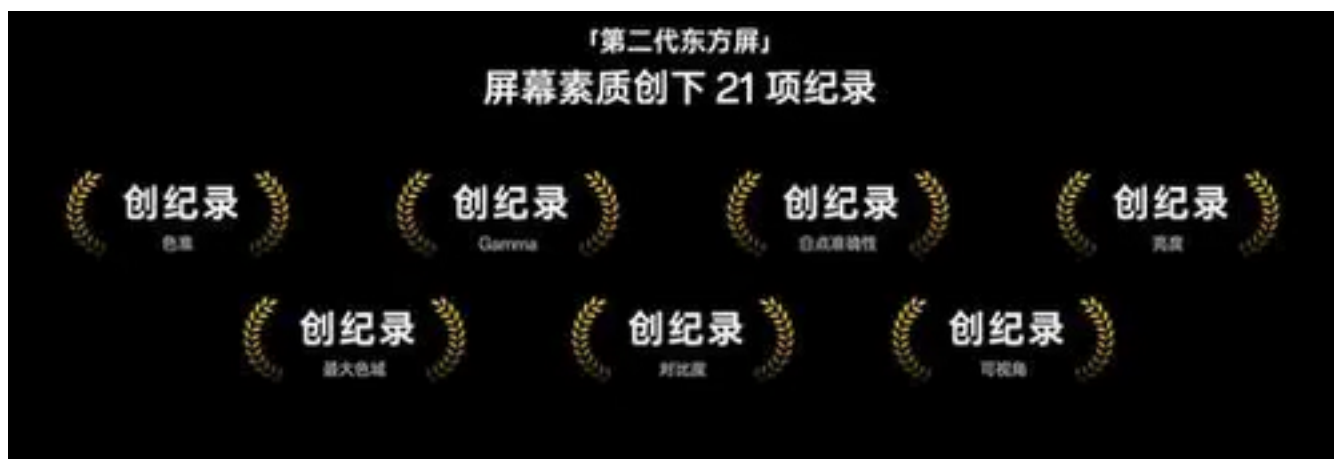 「第二代东方屏」
屏幕素质创下 21 项纪录
创纪录 创纪录 创纪录 创纪录
色准 Gamma 白点准确性 亮度
创纪录 创纪录 创纪录
最大色域 对比度 可视角